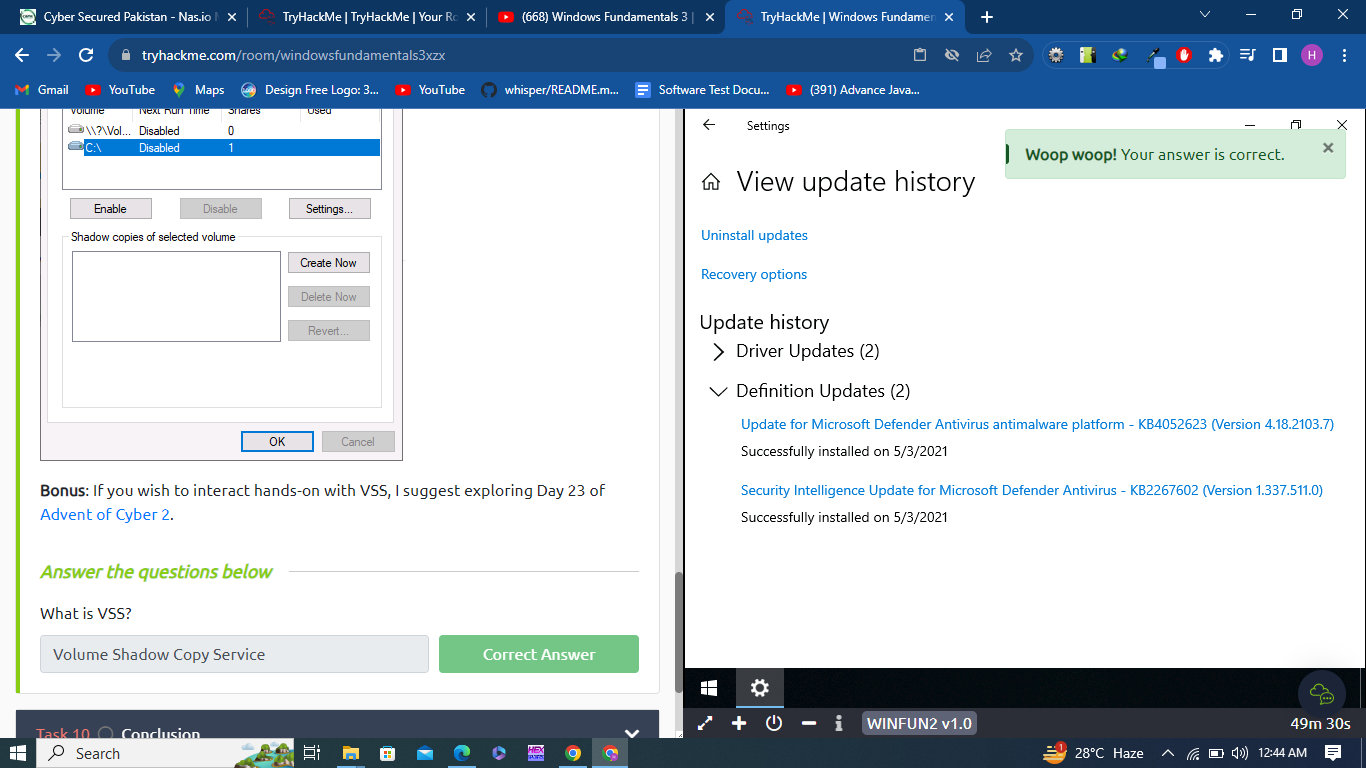 Cyber Secured Pakistan - Nas.io
TryHackMe | TryHackMe | Your Ro
(668) Windows Fundamentals 3 |
TryHackMe | Windows Fundamen
tryhackme.com/room/windowsfundamentals3xzx
H
Gmail
YouTube
Maps
Design Free Logo: 3...
YouTube
whisper/README.m...
Software Test Docu...
(391) Advance Java...
Volume Next Run Time Shares Used
\\?\Vol... Disabled 0
C:\ Disabled 1
Enable Disable Settings...
Shadow copies of selected volume
Create Now
Delete Now
Revert...
OK Cancel
Bonus: If you wish to interact hands-on with VSS, I suggest exploring Day 23 of
Advent of Cyber 2.
Answer the questions below
What is VSS?
Volume Shadow Copy Service
Correct Answer
Task 10 Conclusion
Settings
Woop woop! Your answer is correct.
View update history
Uninstall updates
Recovery options
Update history
Driver Updates (2)
Definition Updates (2)
Update for Microsoft Defender Antivirus antimalware platform - KB4052623 (Version 4.18.2103.7)
Successfully installed on 5/3/2021
Security Intelligence Update for Microsoft Defender Antivirus - KB2267602 (Version 1.337.511.0)
Successfully installed on 5/3/2021
WINFUN2 v1.0
49m 30s
Search
HEX
1
28°C Haze
12:44 AM